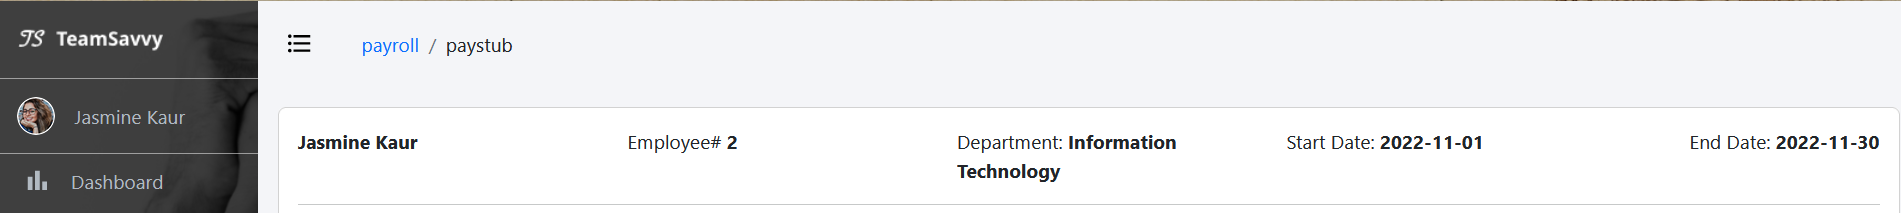 TS TeamSavvy
payroll / paystub
Jasmine Kaur
Dashboard
Jasmine Kaur
Employee# 2
Department: Information
Technology
Start Date: 2022-11-01
End Date: 2022-11-30